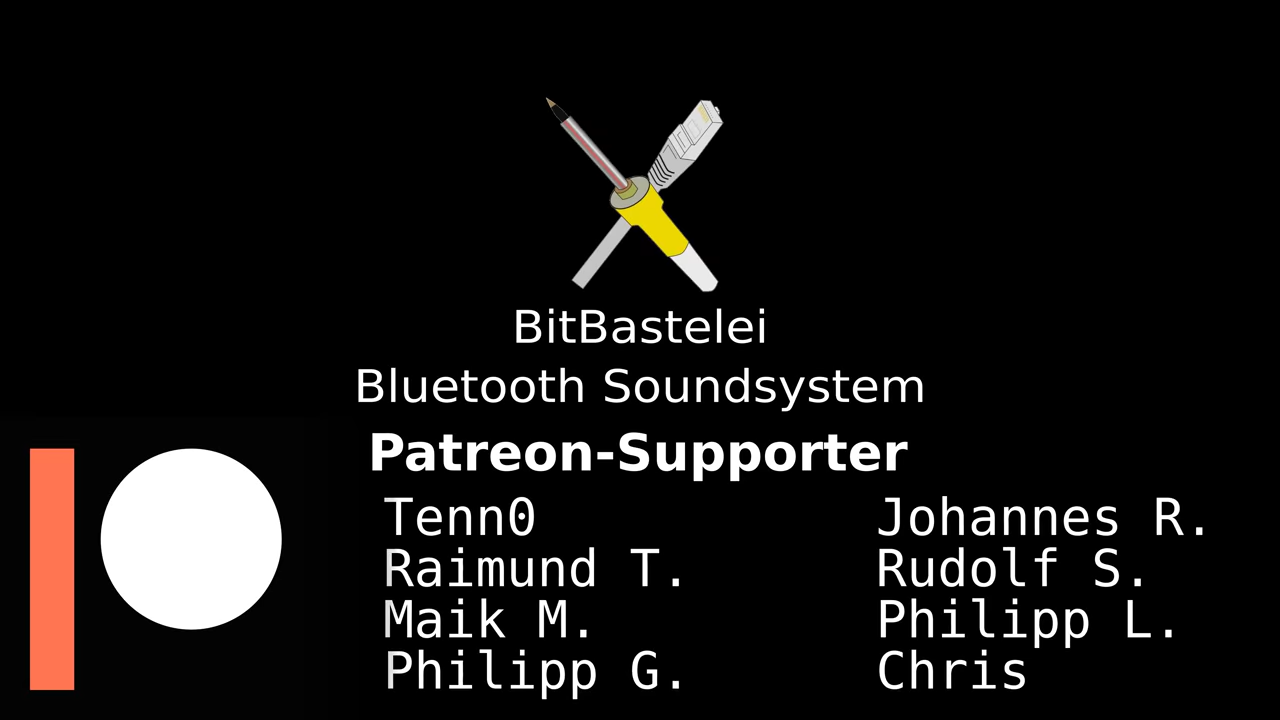 BitBastelei
Bluetooth Soundsystem
Patreon-Supporter
Tenn0
Raimund T.
Maik M.
Philipp G.
Johannes R.
Rudolf S.
Philipp L.
Chris